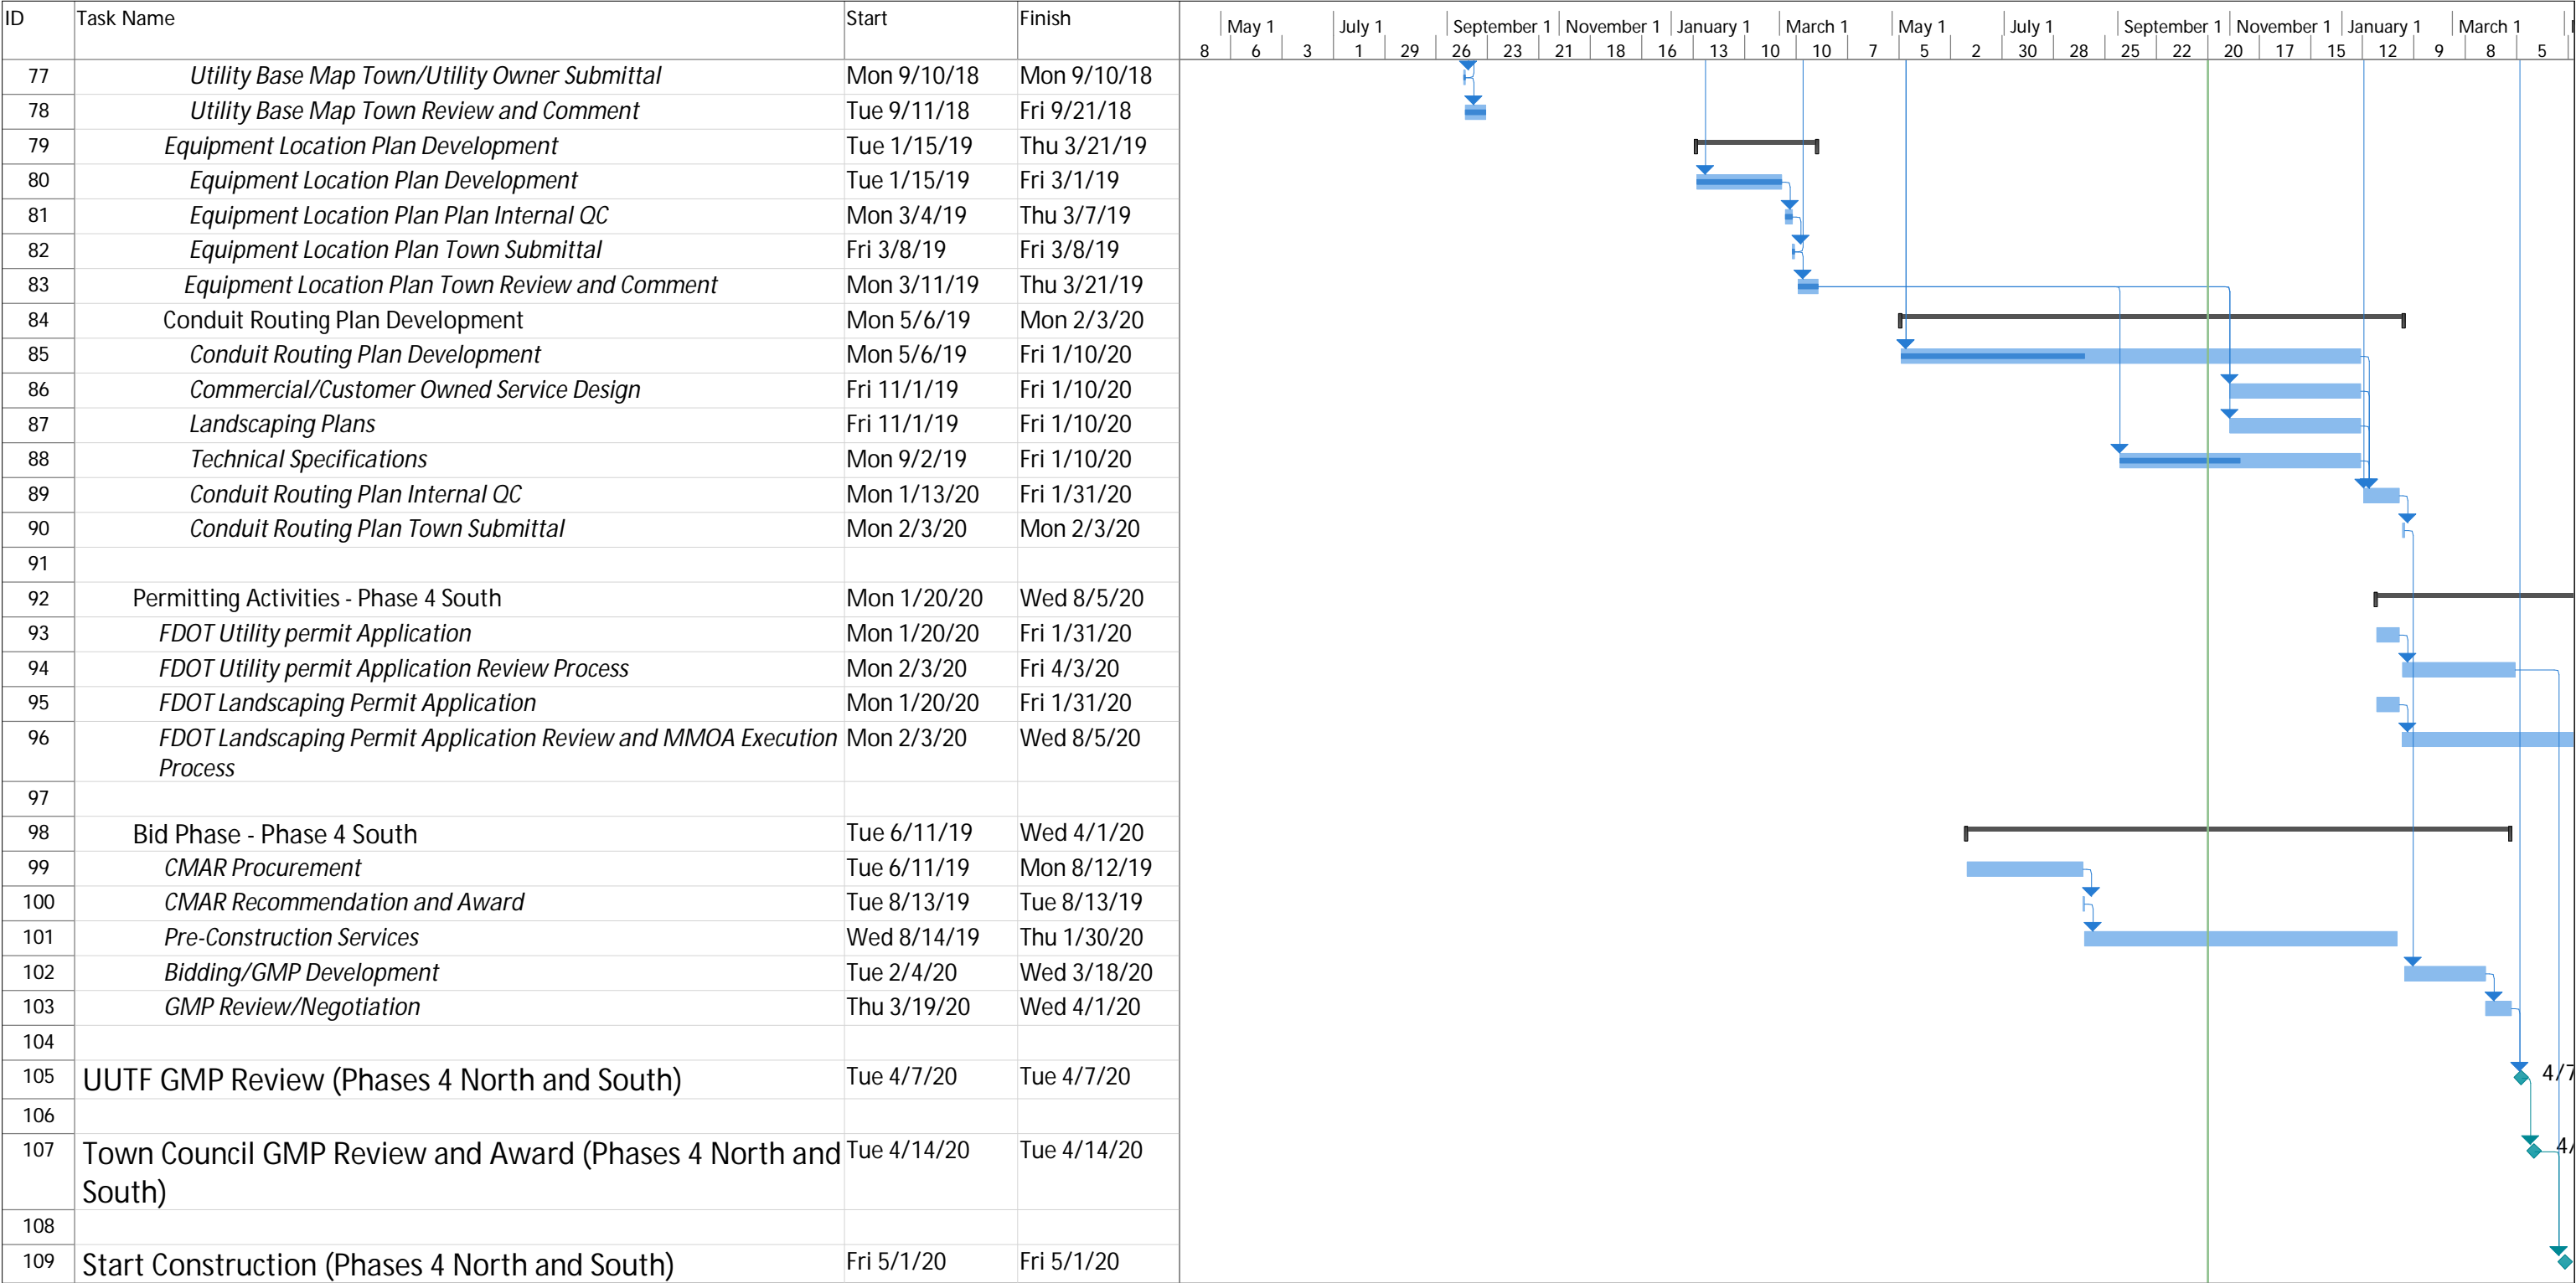 ID Task Name Start Finish
May 1 July 1 September 1 November 1 January 1 March 1 May 1 July 1 September 1 November 1 January 1 March 1
8 6 3 1 29 26 23 21 18 16 13 10 10 7 5 2 30 28 25 22 20 17 15 12 9 8 5
77 Utility Base Map Town/Utility Owner Submittal Mon 9/10/18 Mon 9/10/18
78 Utility Base Map Town Review and Comment Tue 9/11/18 Fri 9/21/18
79 Equipment Location Plan Development Tue 1/15/19 Thu 3/21/19
80 Equipment Location Plan Development Tue 1/15/19 Fri 3/1/19
81 Equipment Location Plan Plan Internal QC Mon 3/4/19 Thu 3/7/19
82 Equipment Location Plan Town Submittal Fri 3/8/19 Fri 3/8/19
83 Equipment Location Plan Town Review and Comment Mon 3/11/19 Thu 3/21/19
84 Conduit Routing Plan Development Mon 5/6/19 Mon 2/3/20
85 Conduit Routing Plan Development Mon 5/6/19 Fri 1/10/20
86 Commercial/Customer Owned Service Design Fri 11/1/19 Fri 1/10/20
87 Landscaping Plans Fri 11/1/19 Fri 1/10/20
88 Technical Specifications Mon 9/2/19 Fri 1/10/20
89 Conduit Routing Plan Internal QC Mon 1/13/20 Fri 1/31/20
90 Conduit Routing Plan Town Submittal Mon 2/3/20 Mon 2/3/20
91
92 Permitting Activities - Phase 4 South Mon 1/20/20 Wed 8/5/20
93 FDOT Utility permit Application Mon 1/20/20 Fri 1/31/20
94 FDOT Utility permit Application Review Process Mon 2/3/20 Fri 4/3/20
95 FDOT Landscaping Permit Application Mon 1/20/20 Fri 1/31/20
96 FDOT Landscaping Permit Application Review and MMOA Execution Mon 2/3/20 Wed 8/5/20
Process
97
98 Bid Phase - Phase 4 South Tue 6/11/19 Wed 4/1/20
99 CMAR Procurement Tue 6/11/19 Mon 8/12/19
100 CMAR Recommendation and Award Tue 8/13/19 Tue 8/13/19
101 Pre-Construction Services Wed 8/14/19 Thu 1/30/20
102 Bidding/GMP Development Tue 2/4/20 Wed 3/18/20
103 GMP Review/Negotiation Thu 3/19/20 Wed 4/1/20
104
105 UUTF GMP Review (Phases 4 North and South) Tue 4/7/20 Tue 4/7/20 4/7
106
107 Town Council GMP Review and Award (Phases 4 North and Tue 4/14/20 Tue 4/14/20 4/
South)
108
109 Start Construction (Phases 4 North and South) Fri 5/1/20 Fri 5/1/20